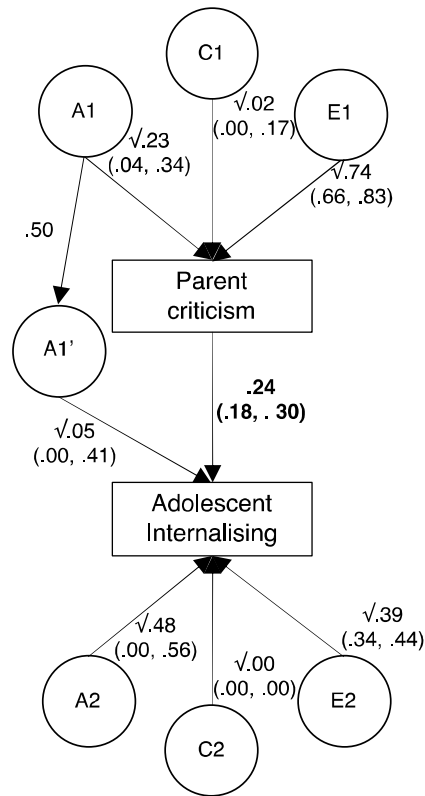 C1
A1
E1
√.02
(.00, .17)
√.23
(.04, .34)
√.74
(.66, .83)
.50
Parent
criticism
A1'
.24
(.18, . 30)
√.05
(.00, .41)
Adolescent
Internalising
√.48
(.00, .56)
√.39
(.34, .44)
√.00
(.00, .00)
A2
E2
C2